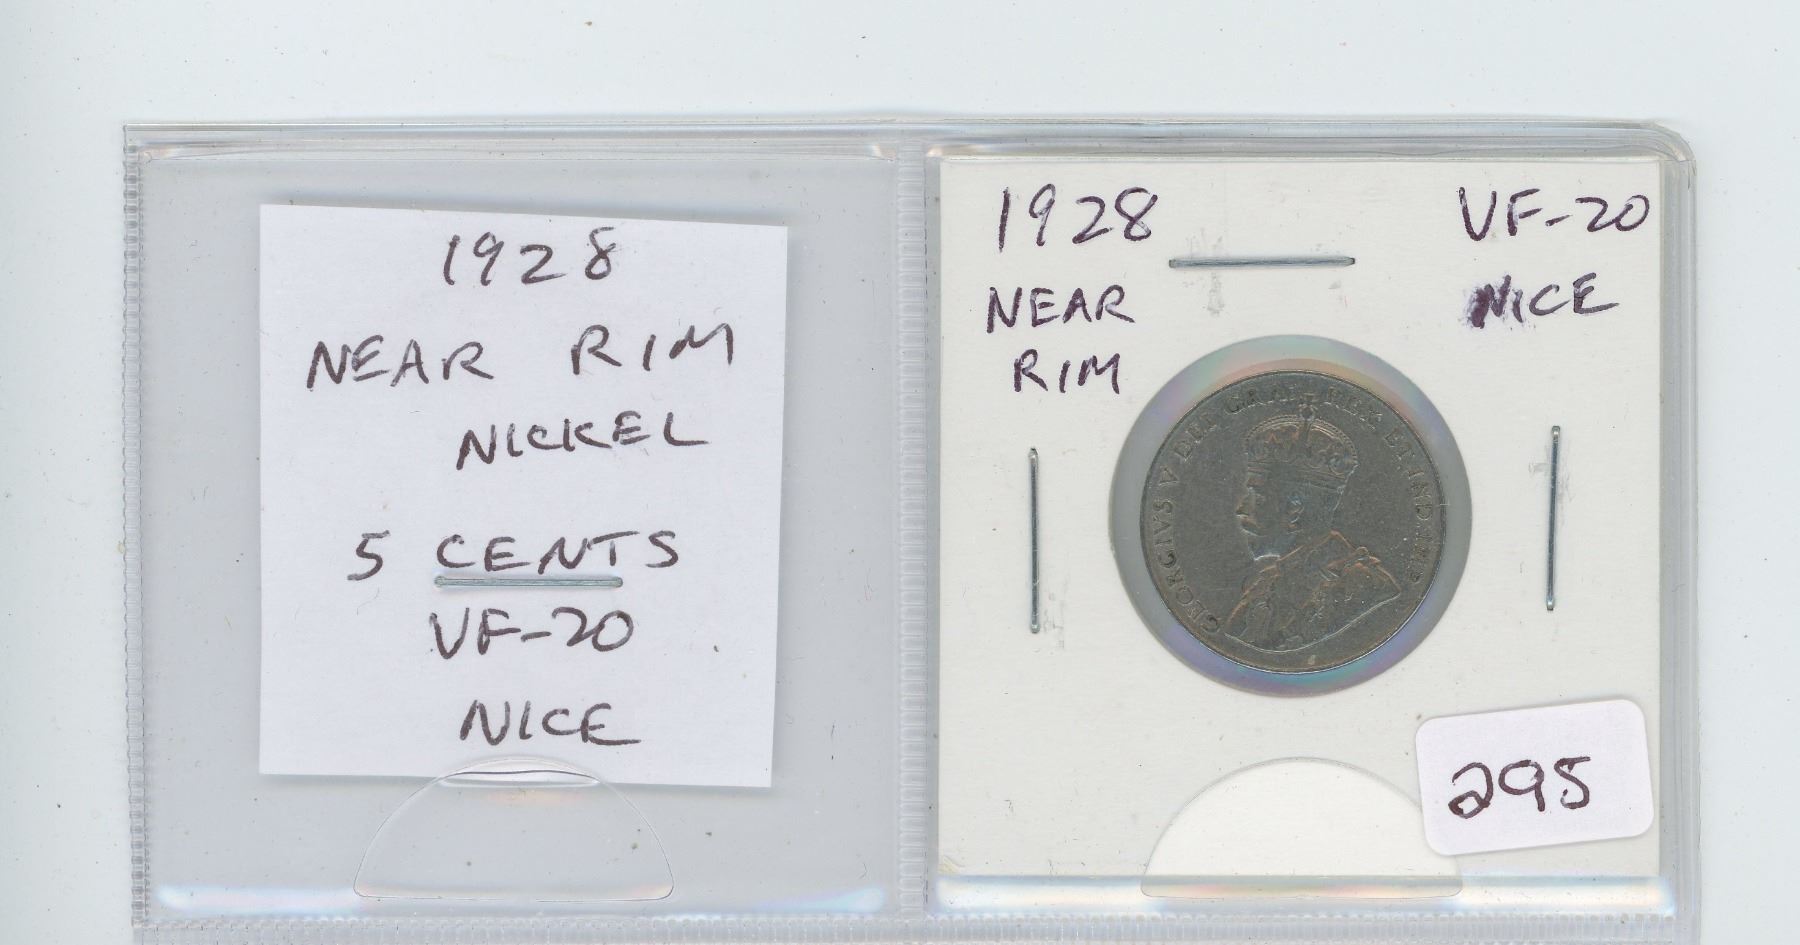 1928
NEAR RIM
NICKEL
5 CENTS
VF-20
NICE
1928
NEAR
RIM
VF-20
NICE
GEORGIVS V DEI GRA: REX ET IND: IMP:
295